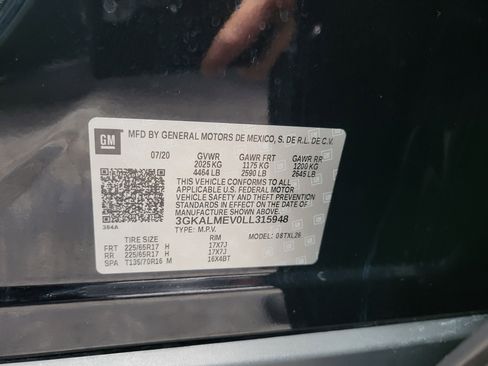 GM
MFD BY GENERAL MOTORS DE MEXICO, S. DE R.L. DE C.V.
07/20 GVWR GAWR FRT GAWR RR
2025 KG 1175 KG 1200 KG
4464 LB 2590 LB 2645 LB
THIS VEHICLE CONFORMS TO ALL
APPLICABLE U.S. FEDERAL MOTOR
VEHICLE SAFETY, BUMPER, AND THEFT
PREVENTION STANDARDS IN EFFECT ON THE
DATE OF MANUFACTURE SHOWN ABOVE.
384A 3GKALMEV0LL315948
TYPE: M.P.V. MODEL: 08TXL26
TIRE SIZE RIM
FRT 225/65R17 H 17X7J
RR 225/65R17 H 17X7J
SPA T135/70R16 M 16X4BT